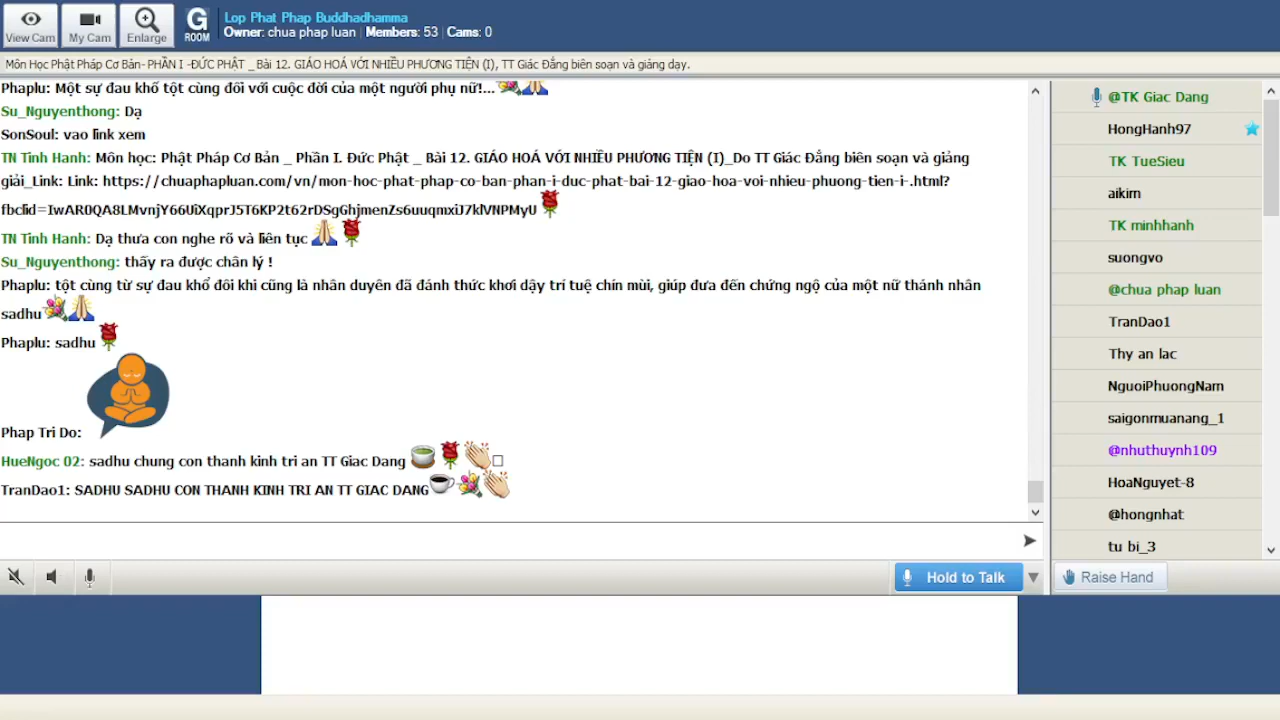 View Cam
My Cam
Enlarge
G
ROOM
Lop Phat Phap Buddhadhamma
Owner: chua phap luan | Members: 53 | Cams: 0
Môn Học Phật Pháp Cơ Bản- PHẦN I -ĐỨC PHẬT _ Bài 12. GIÁO HOÁ VỚI NHIỀU PHƯƠNG TIỆN (I), TT Giác Đẳng biên soạn và giảng dạy.
Phaplu: Một sự đau khổ tột cùng đối với cuộc đời của một người phụ nữ!...
Su_Nguyenthong: Dạ
SonSoul: vao link xem
TN Tinh Hanh: Môn học: Phật Pháp Cơ Bản _ Phần I. Đức Phật _ Bài 12. GIÁO HOÁ VỚI NHIỀU PHƯƠNG TIỆN (I)_Do TT Giác Đẳng biên soạn và giảng
giải_Link: Link: https://chuaphapluan.com/vn/mon-hoc-phat-phap-co-ban-phan-i-duc-phat-bai-12-giao-hoa-voi-nhieu-phuong-tien-i-.html?
fbclid=IwAR0QA8LMvnjY66UiXqprJ5T6KP2t62rDSgGhjmenZs6uuqmxiJ7klVNPMyU
TN Tinh Hanh: Dạ thưa con nghe rõ và liên tục
Su_Nguyenthong: thấy ra được chân lý !
Phaplu: tột cùng từ sự đau khổ đôi khi cũng là nhân duyên đã đánh thức khơi dậy trí tuệ chín mùi, giúp đưa đến chứng ngộ của một nữ thánh nhân
sadhu
Phaplu: sadhu
Phap Tri Do:
HueNgoc 02: sadhu chung con thanh kinh tri an TT Giac Dang
TranDao1: SADHU SADHU CON THANH KINH TRI AN TT GIAC DANG
@TK Giac Dang
HongHanh97
TK TueSieu
aikim
TK minhhanh
suongvo
@chua phap luan
TranDao1
Thy an lac
NguoiPhuongNam
saigonmuanang_1
@nhuthuynh109
HoaNguyet-8
@hongnhat
tu bi_3
Hold to Talk
Raise Hand